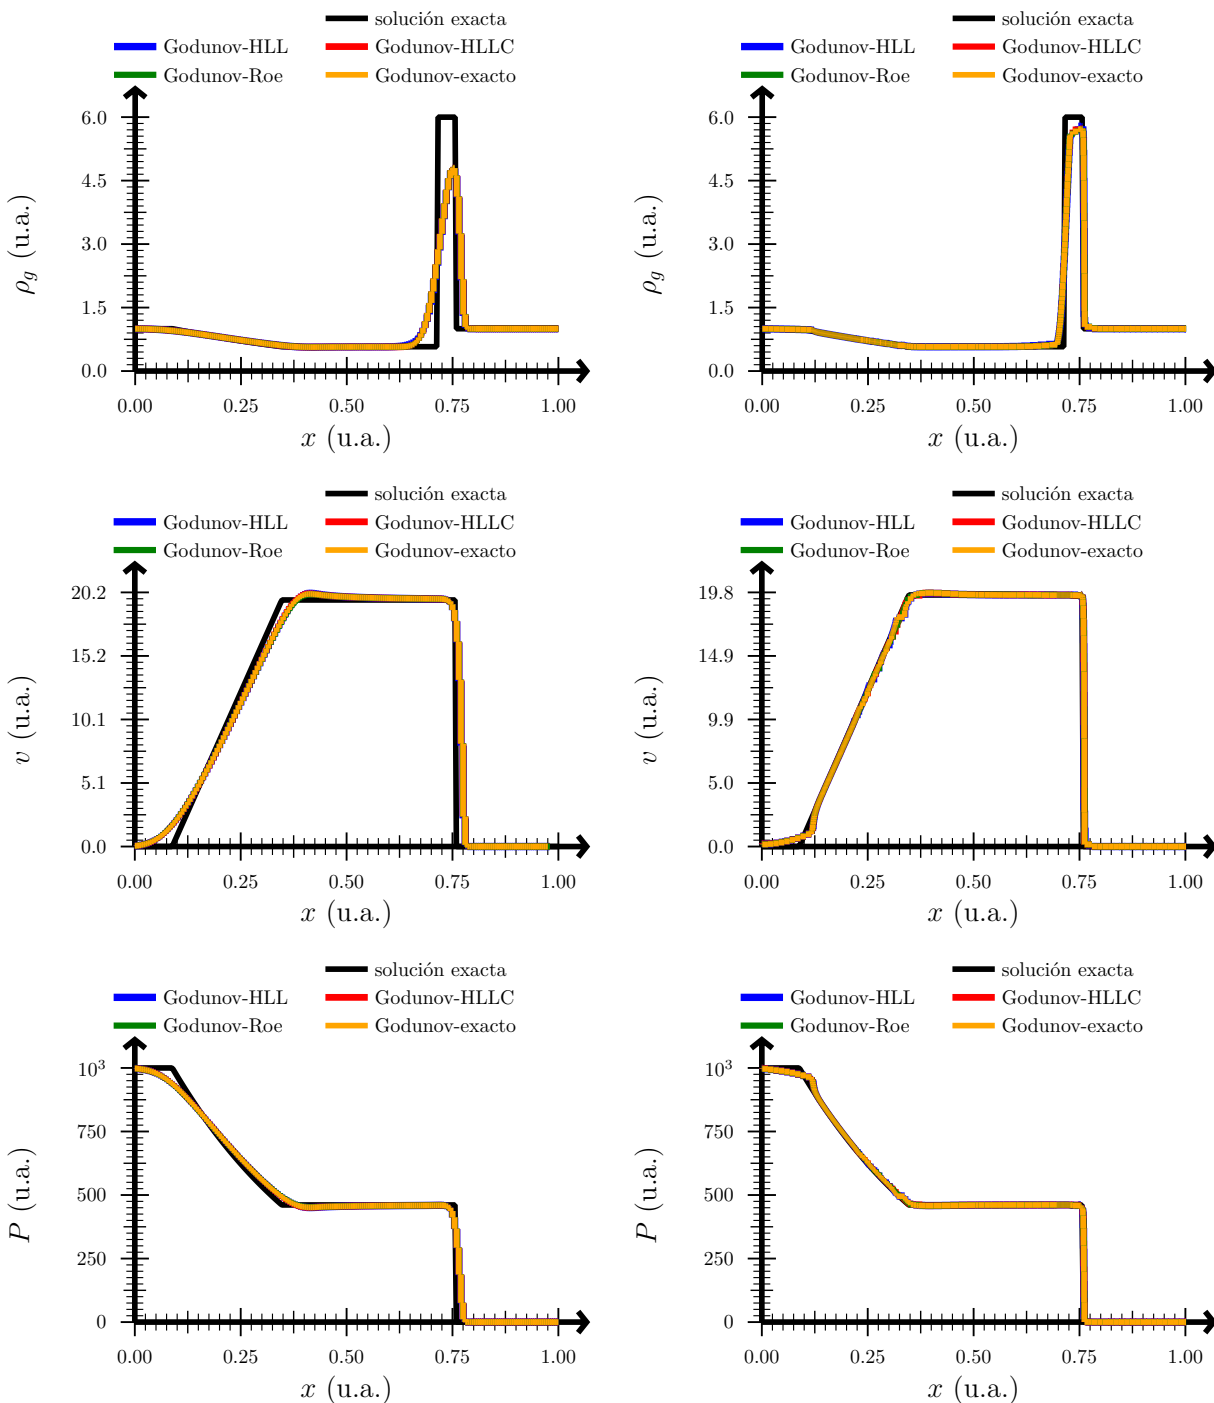 solución exacta
Godunov-HLL Godunov-HLLC
Godunov-Roe Godunov-exacto
6.0
4.5
3.0
1.5
0.0
ρg (u.a.)
0.00 0.25 0.50 0.75 1.00
x (u.a.)
solución exacta
Godunov-HLL Godunov-HLLC
Godunov-Roe Godunov-exacto
6.0
4.5
3.0
1.5
0.0
ρg (u.a.)
0.00 0.25 0.50 0.75 1.00
x (u.a.)
solución exacta
Godunov-HLL Godunov-HLLC
Godunov-Roe Godunov-exacto
20.2
15.2
10.1
5.1
0.0
v (u.a.)
0.00 0.25 0.50 0.75 1.00
x (u.a.)
solución exacta
Godunov-HLL Godunov-HLLC
Godunov-Roe Godunov-exacto
19.8
14.9
9.9
5.0
0.0
v (u.a.)
0.00 0.25 0.50 0.75 1.00
x (u.a.)
solución exacta
Godunov-HLL Godunov-HLLC
Godunov-Roe Godunov-exacto
10³
750
500
250
0
P (u.a.)
0.00 0.25 0.50 0.75 1.00
x (u.a.)
solución exacta
Godunov-HLL Godunov-HLLC
Godunov-Roe Godunov-exacto
10³
750
500
250
0
P (u.a.)
0.00 0.25 0.50 0.75 1.00
x (u.a.)